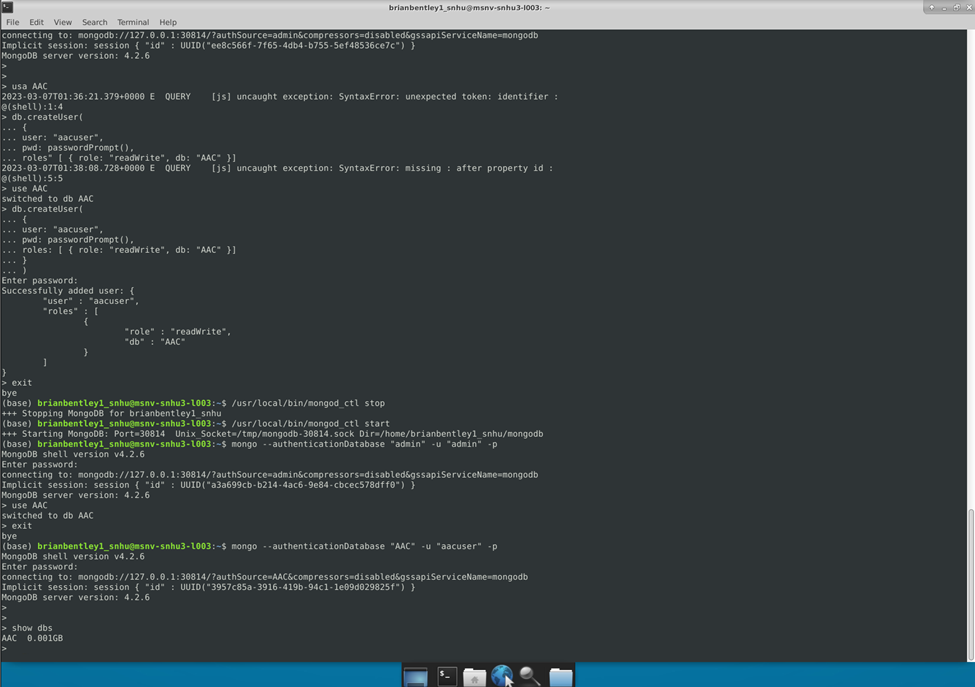 brianbentley1_snhu@msnv-snhu3-l003: ~
File Edit View Search Terminal Help
connecting to: mongodb://127.0.0.1:30814/?authSource=admin&compressors=disabled&gssapiServiceName=mongodb
Implicit session: session { "id" : UUID("ee8c566f-7f65-4db4-b755-5ef48536ce7c") }
MongoDB server version: 4.2.6
>
>
> usa AAC
2023-03-07T01:36:21.379+0000 E  QUERY    [js] uncaught exception: SyntaxError: unexpected token: identifier :
@(shell):1:4
> db.createUser(
... {
... user: "aacuser",
... pwd: passwordPrompt(),
... roles" [ { role: "readWrite", db: "AAC" }]
2023-03-07T01:38:08.728+0000 E  QUERY    [js] uncaught exception: SyntaxError: missing : after property id :
@(shell):5:5
> use AAC
switched to db AAC
> db.createUser(
... {
... user: "aacuser",
... pwd: passwordPrompt(),
... roles: [ { role: "readWrite", db: "AAC" }]
... }
... )
Enter password:
Successfully added user: {
"user" : "aacuser",
"roles" : [
{
"role" : "readWrite",
"db" : "AAC"
}
]
}
> exit
bye
(base) brianbentley1_snhu@msnv-snhu3-l003:~$ /usr/local/bin/mongod_ctl stop
+++ Stopping MongoDB for brianbentley1_snhu
(base) brianbentley1_snhu@msnv-snhu3-l003:~$ /usr/local/bin/mongod_ctl start
+++ Starting MongoDB: Port=30814  Unix_Socket=/tmp/mongodb-30814.sock Dir=/home/brianbentley1_snhu/mongodb
(base) brianbentley1_snhu@msnv-snhu3-l003:~$ mongo --authenticationDatabase "admin" -u "admin" -p
MongoDB shell version v4.2.6
Enter password:
connecting to: mongodb://127.0.0.1:30814/?authSource=admin&compressors=disabled&gssapiServiceName=mongodb
Implicit session: session { "id" : UUID("a3a699cb-b214-4ac6-9e84-cbcec578dff0") }
MongoDB server version: 4.2.6
> use AAC
switched to db AAC
> exit
bye
(base) brianbentley1_snhu@msnv-snhu3-l003:~$ mongo --authenticationDatabase "AAC" -u "aacuser" -p
MongoDB shell version v4.2.6
Enter password:
connecting to: mongodb://127.0.0.1:30814/?authSource=AAC&compressors=disabled&gssapiServiceName=mongodb
Implicit session: session { "id" : UUID("3957c85a-3916-419b-94c1-1e09d029825f") }
MongoDB server version: 4.2.6
>
>
> show dbs
AAC  0.001GB
>